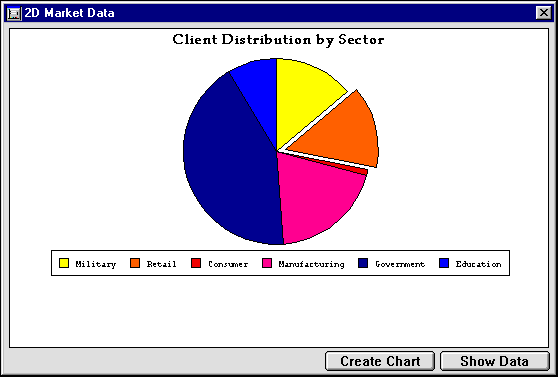 2D Market Data
Client Distribution by Sector
Military Retail Consumer Manufacturing Government Education
Create Chart Show Data